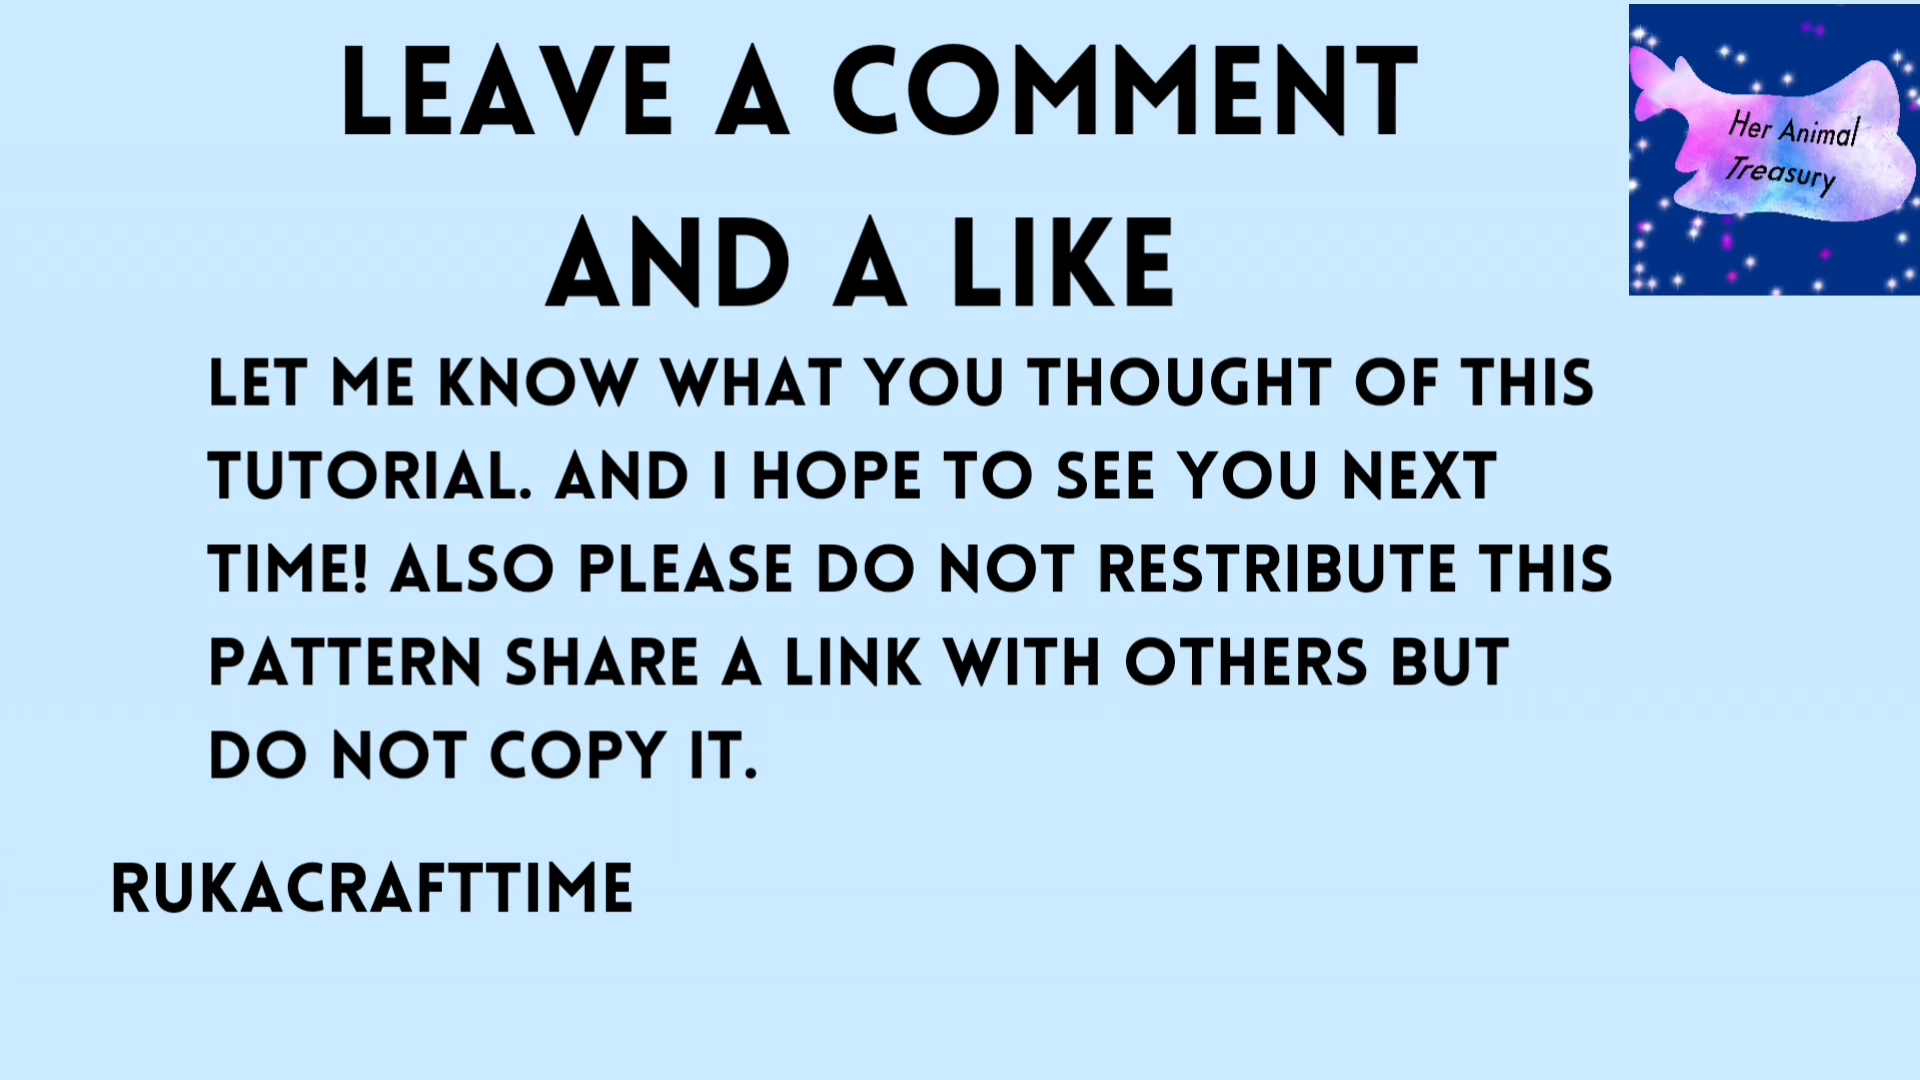 LEAVE A COMMENT
AND A LIKE
Her Animal
Treasury
LET ME KNOW WHAT YOU THOUGHT OF THIS
TUTORIAL. AND I HOPE TO SEE YOU NEXT
TIME! ALSO PLEASE DO NOT RESTRIBUTE THIS
PATTERN SHARE A LINK WITH OTHERS BUT
DO NOT COPY IT.
RUKACRAFTTIME